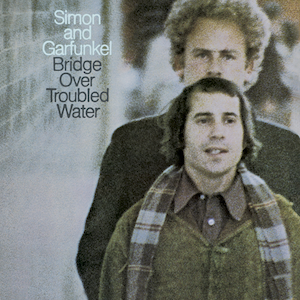 Simon
and
Garfunkel
Bridge
Over
Troubled
Water